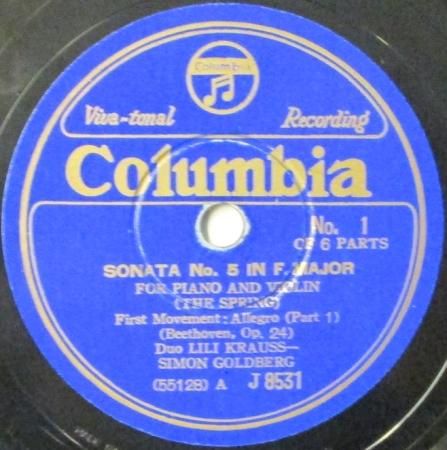 Columbia
Viva-tonal Recording
Columbia
No. 1
OF 6 PARTS
SONATA No. 5 IN F. MAJOR
FOR PIANO AND VIOLIN
(THE SPRING)
First Movement: Allegro (Part 1)
(Beethoven, Op. 24)
Duo LILI KRAUSS—
SIMON GOLDBERG
(55128) A J 8531